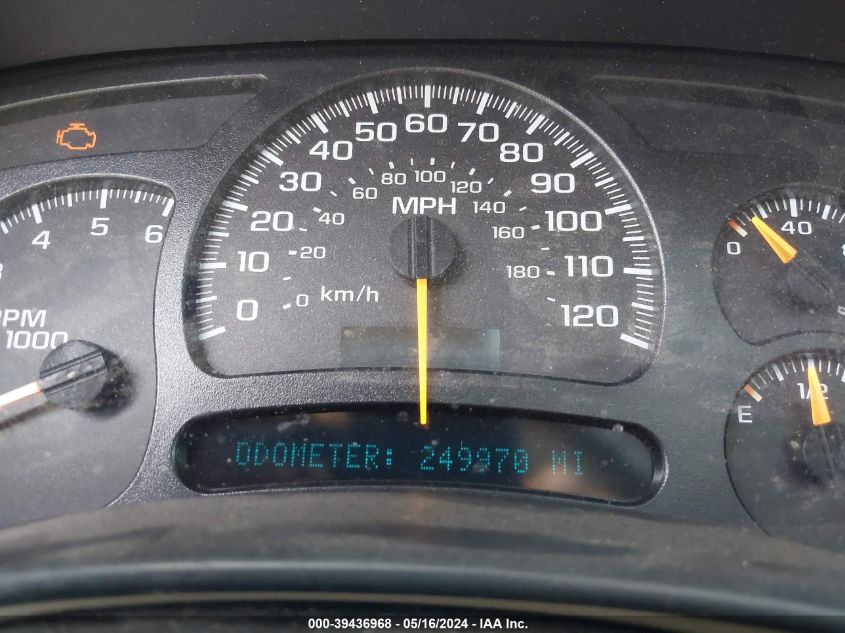 60
50 70
40 80
80 100 120
30 60 140 90
MPH
20 40 160 100
10 20 180 110
0 0 km/h 120
3 4 5 6
RPM
1000
0 40 8
E 1/2
ODOMETER: 249970 MI
000-39436968 - 05/16/2024 - IAA Inc.